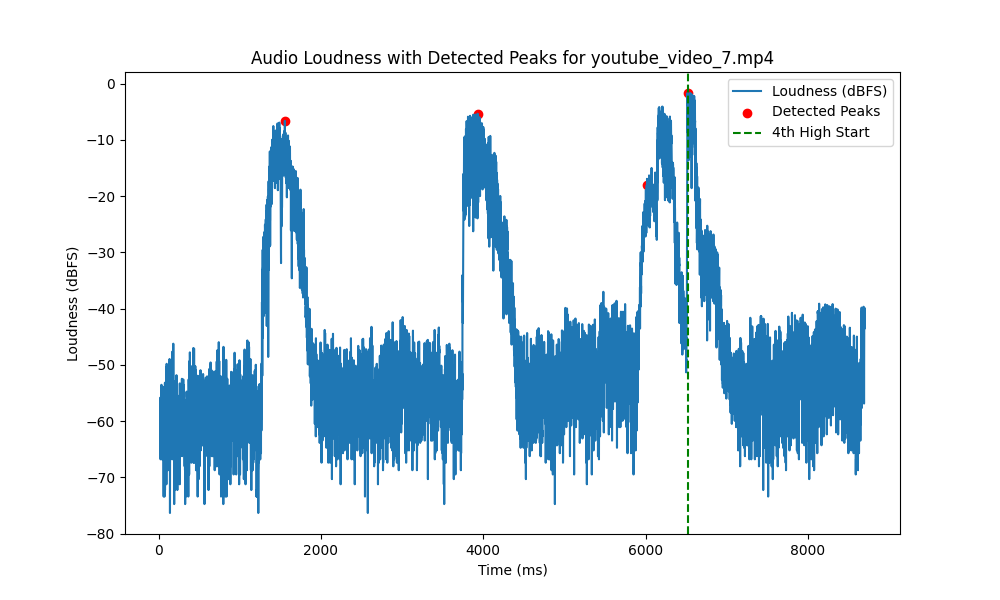 Audio Loudness with Detected Peaks for youtube_video_7.mp4
Loudness (dBFS)
Detected Peaks
4th High Start
0
−10
−20
−30
−40
−50
−60
−70
−80
Loudness (dBFS)
0
2000
4000
6000
8000
Time (ms)